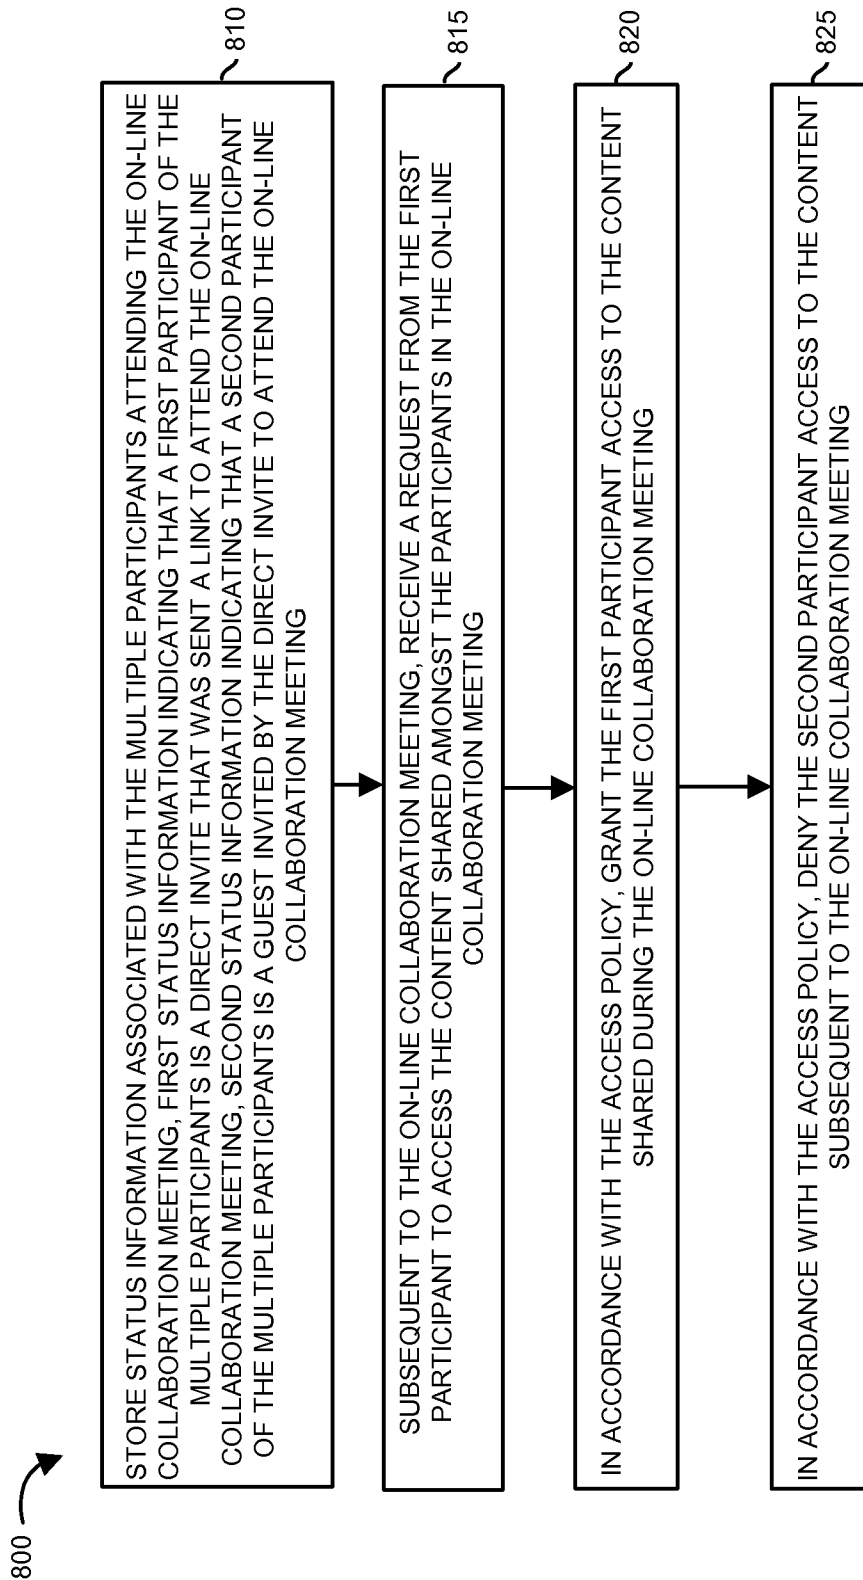 800
STORE STATUS INFORMATION ASSOCIATED WITH THE MULTIPLE PARTICIPANTS ATTENDING THE ON-LINE
COLLABORATION MEETING, FIRST STATUS INFORMATION INDICATING THAT A FIRST PARTICIPANT OF THE
MULTIPLE PARTICIPANTS IS A DIRECT INVITE THAT WAS SENT A LINK TO ATTEND THE ON-LINE
COLLABORATION MEETING, SECOND STATUS INFORMATION INDICATING THAT A SECOND PARTICIPANT
OF THE MULTIPLE PARTICIPANTS IS A GUEST INVITED BY THE DIRECT INVITE TO ATTEND THE ON-LINE
COLLABORATION MEETING
810
SUBSEQUENT TO THE ON-LINE COLLABORATION MEETING, RECEIVE A REQUEST FROM THE FIRST
PARTICIPANT TO ACCESS THE CONTENT SHARED AMONGST THE PARTICIPANTS IN THE ON-LINE
COLLABORATION MEETING
815
IN ACCORDANCE WITH THE ACCESS POLICY, GRANT THE FIRST PARTICIPANT ACCESS TO THE CONTENT
SHARED DURING THE ON-LINE COLLABORATION MEETING
820
IN ACCORDANCE WITH THE ACCESS POLICY, DENY THE SECOND PARTICIPANT ACCESS TO THE CONTENT
SUBSEQUENT TO THE ON-LINE COLLABORATION MEETING
825